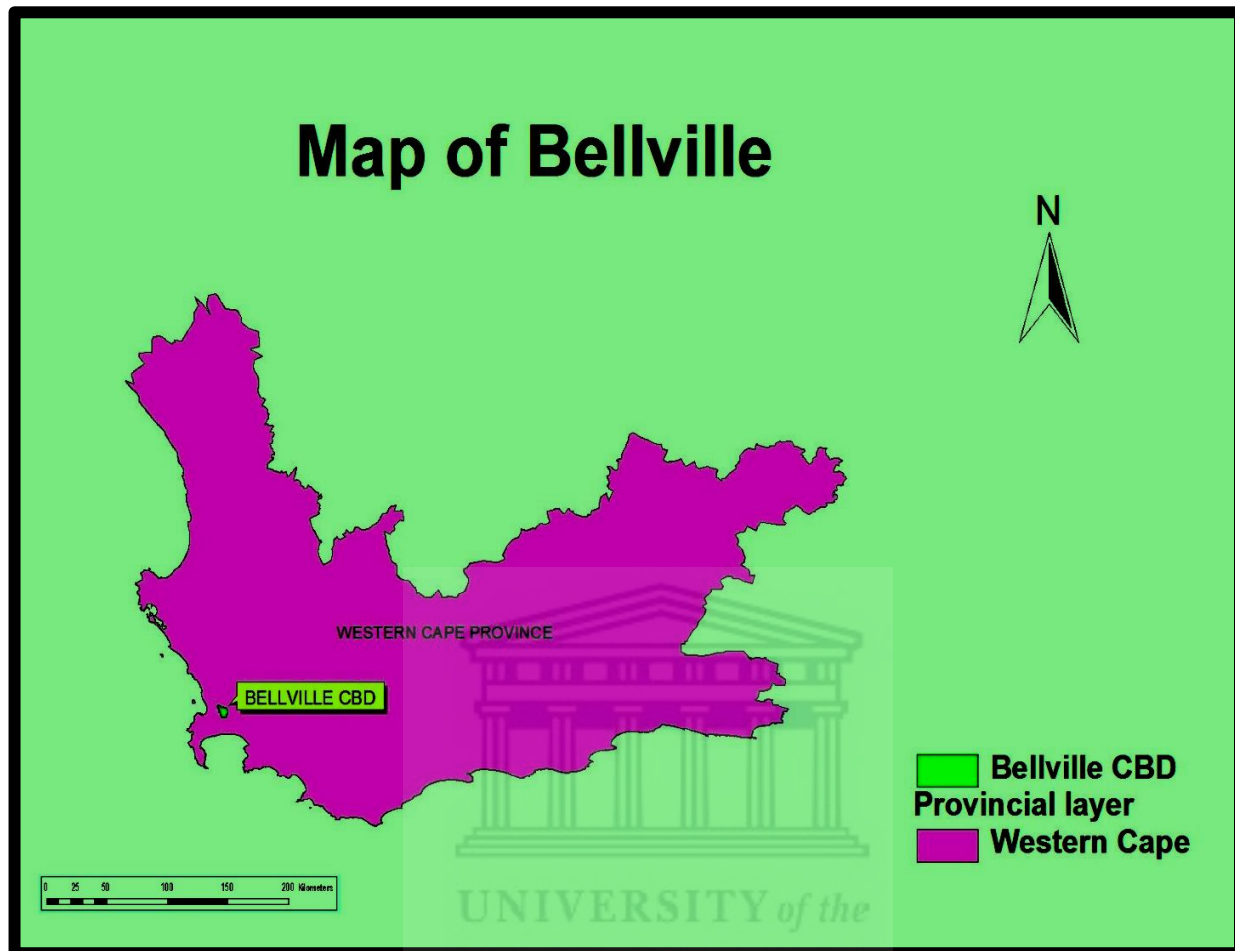 Map of Bellville
N
WESTERN CAPE PROVINCE
BELLVILLE CBD
Bellville CBD
Provincial layer
Western Cape
0 25 50 100 150 200 Kilometers
UNIVERSITY of the